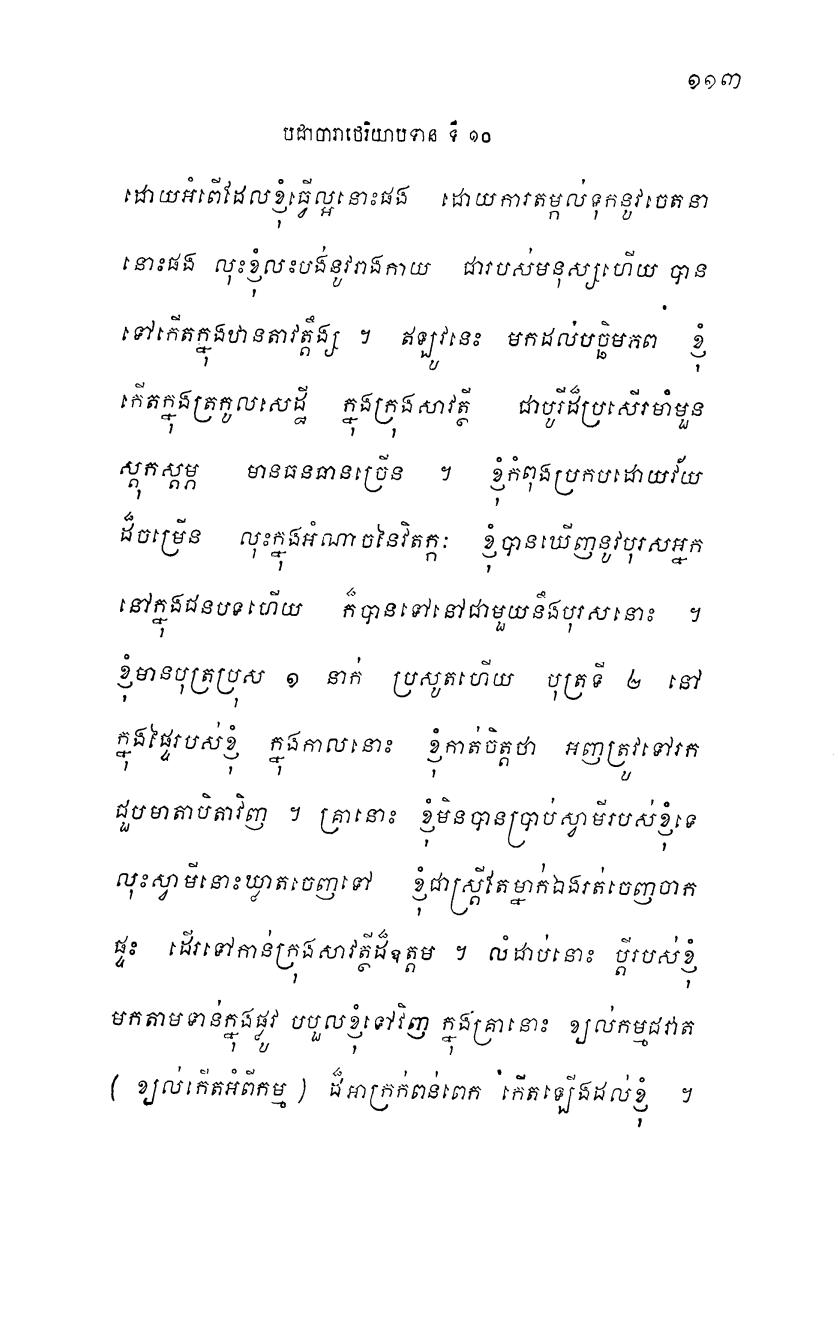 ១១៣
បដាចារាថេរិយាបទាន ទី ១០
ដោយអំពើដែលខ្ញុំធ្វើល្អនោះផង ដោយការតម្កល់ទុកនូវចេតនា
នោះផង លុះខ្ញុំលះបង់នូវរាងកាយ ជារបស់មនុស្សហើយ បាន
ទៅកើតក្នុងឋានតាវត្តឹង្ស ។ ឥឡូវនេះ មកដល់បច្ឆិមភព ខ្ញុំ
កើតក្នុងត្រកូលសេដ្ឋី ក្នុងក្រុងសាវត្ថី ជាបូរីដ៏ប្រសើរមាំមួន
ស្តុកស្តម្ភ មានធនធានច្រើន ។ ខ្ញុំកំពុងប្រកបដោយវ័យ
ដ៏ចម្រើន លុះក្នុងអំណាចនៃវិតក្កៈ ខ្ញុំបានឃើញនូវបុរសអ្នក
នៅក្នុងជនបទហើយ ក៏បានទៅនៅជាមួយនឹងបុរសនោះ ។
ខ្ញុំមានបុត្រប្រុស ១ នាក់ ប្រសូតហើយ បុត្រទី ២ នៅ
ក្នុងផ្ទៃរបស់ខ្ញុំ ក្នុងកាលនោះ ខ្ញុំកាត់ចិត្តថា អញត្រូវទៅរក
ជួបមាតាបិតាវិញ ។ គ្រានោះ ខ្ញុំមិនបានប្រាប់ស្វាមីរបស់ខ្ញុំទេ
លុះស្វាមីនោះឃ្លាតចេញទៅ ខ្ញុំជាស្ត្រីតែម្នាក់ឯងរត់ចេញចាក
ផ្ទះ ដើរទៅកាន់ក្រុងសាវត្ថីដ៏ឧត្តម ។ លំដាប់នោះ ប្តីរបស់ខ្ញុំ
មកតាមទាន់ក្នុងផ្លូវ បបួលខ្ញុំទៅវិញ ក្នុងគ្រានោះ ខ្យល់កម្មជវាត
( ខ្យល់កើតអំពីកម្ម ) ដ៏អាក្រក់ពន់ពេក កើតឡើងដល់ខ្ញុំ ។